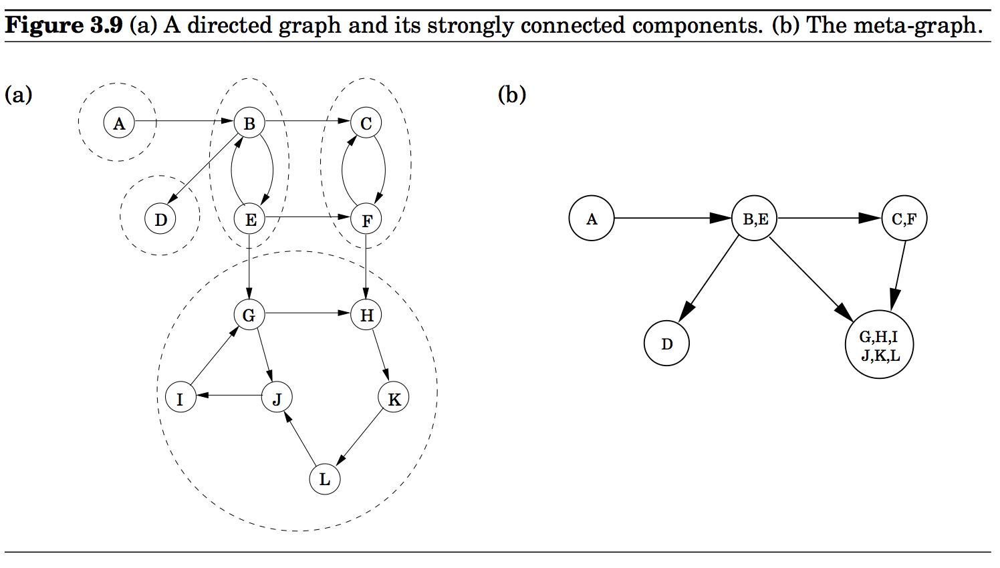 Figure 3.9 (a) A directed graph and its strongly connected components. (b) The meta-graph.
(a)
A
B
C
D
E
F
G
H
I
J
K
L
(b)
A
B,E
C,F
D
G,H,I
J,K,L